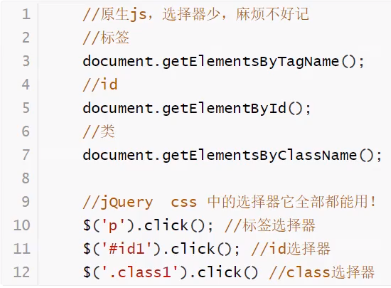 1 //原生js，选择器少，麻烦不好记
2 //标签
3 document.getElementsByTagName();
4 //id
5 document.getElementById();
6 //类
7 document.getElementsByClassName();
8
9 //jQuery css 中的选择器它全部都能用！
10 $('p').click(); //标签选择器
11 $('#id1').click(); //id选择器
12 $('.class1').click() //class选择器